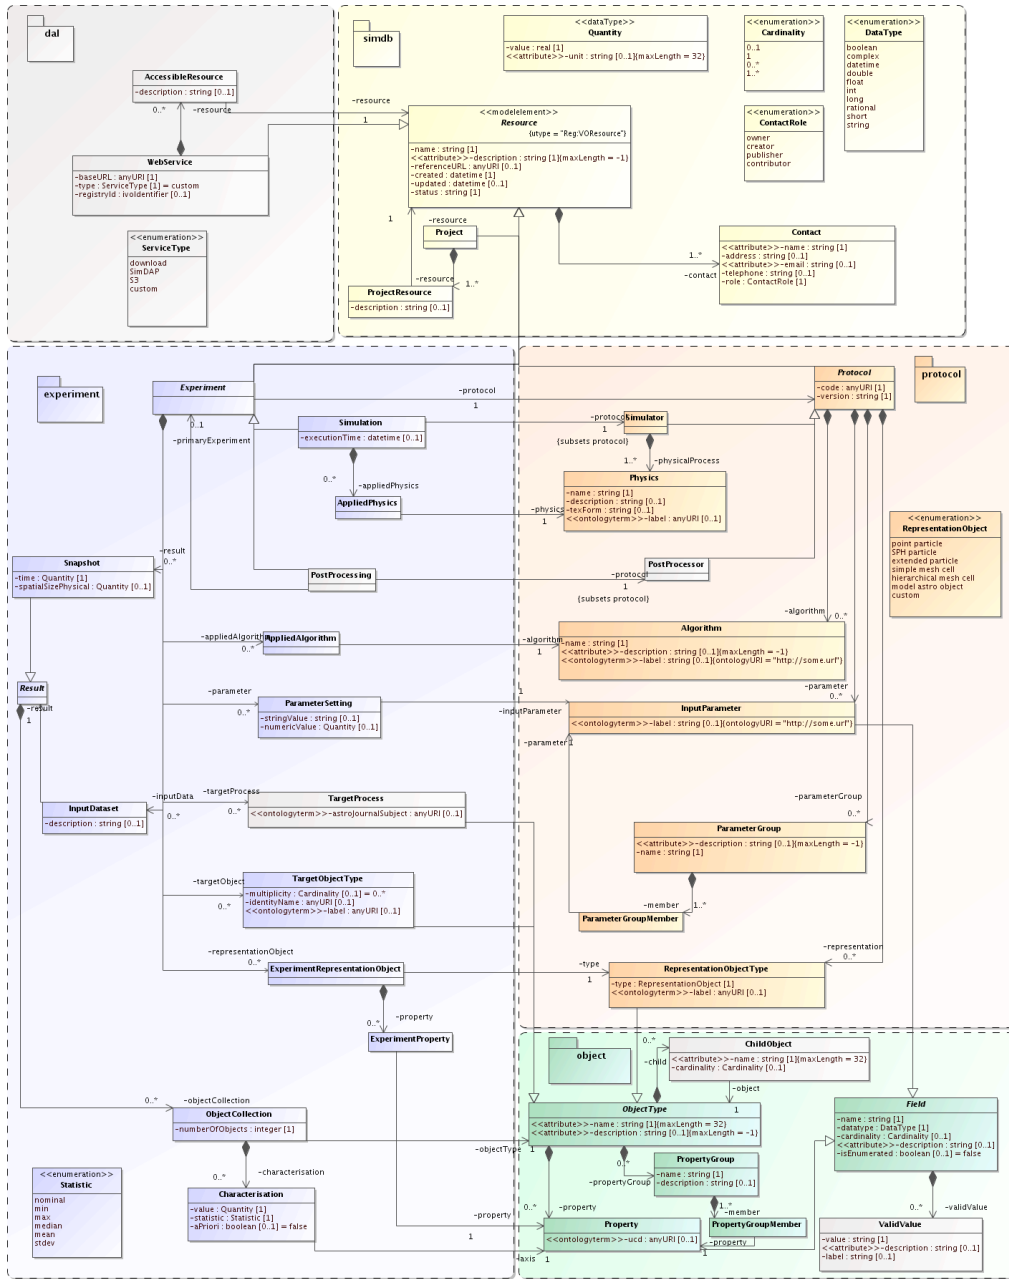 dal
AccessibleResource
-description : string [0..1]
0..*
-resource
WebService
-baseURL : anyURI [1]
-type : ServiceType [1] = custom
-registryId : ivoIdentifier [0..1]
<<enumeration>>
ServiceType
download
SimDAP
S3
custom
simdb
<<dataType>>
Quantity
-value : real [1]
<<attribute>>-unit : string [0..1]{maxLength = 32}
<<enumeration>>
Cardinality
0..1
1
0..*
1..*
<<enumeration>>
DataType
boolean
complex
datetime
double
float
int
long
rational
short
string
<<enumeration>>
ContactRole
owner
creator
publisher
contributor
-resource
1
<<modelelement>>
Resource
{utype = "Reg:VOResource"}
-name : string [1]
<<attribute>>-description : string [1]{maxLength = -1}
-referenceURL : anyURI [0..1]
-created : datetime [1]
-updated : datetime [0..1]
-status : string [1]
1
-resource
Project
-resource
1..*
ProjectResource
-description : string [0..1]
1..*
-contact
Contact
<<attribute>>-name : string [1]
-address : string [0..1]
<<attribute>>-email : string [0..1]
-telephone : string [0..1]
-role : ContactRole [1]
experiment
Experiment
-protocol
1
0..1
-primaryExperiment
Simulation
-executionTime : datetime [0..1]
0..*
-appliedPhysics
AppliedPhysics
-result
0..*
Snapshot
-time : Quantity [1]
-spatialSizePhysical : Quantity [0..1]
PostProcessing
-appliedAlgorithm
0..*
AppliedAlgorithm
Result
-result
1
-parameter
0..*
ParameterSetting
-stringValue : string [0..1]
-numericValue : Quantity [0..1]
-inputData
0..*
InputDataset
-description : string [0..1]
-targetProcess
0..*
TargetProcess
<<ontologyterm>>-astroJournalSubject : anyURI [0..1]
-targetObject
0..*
TargetObjectType
-multiplicity : Cardinality [0..1] = 0..*
-identityName : anyURI [0..1]
<<ontologyterm>>-label : anyURI [0..1]
-representationObject
0..*
ExperimentRepresentationObject
0..*
-property
ExperimentProperty
-objectCollection
0..*
ObjectCollection
-numberOfObjects : integer [1]
-characterisation
0..*
Characterisation
-value : Quantity [1]
-statistic : Statistic [1]
-aPriori : boolean [0..1] = false
<<enumeration>>
Statistic
nominal
min
max
median
mean
stdev
protocol
Protocol
-code : anyURI [1]
-version : string [1]
-protocol
1
{subsets protocol}
Simulator
1..*
-physicalProcess
Physics
-name : string [1]
-description : string [0..1]
-texForm : string [0..1]
<<ontologyterm>>-label : anyURI [0..1]
-physics
1
<<enumeration>>
RepresentationObject
point particle
SPH particle
extended particle
simple mesh cell
hierarchical mesh cell
model astro object
custom
PostProcessor
-protocol
1
{subsets protocol}
-algorithm
0..*
Algorithm
-name : string [1]
<<attribute>>-description : string [0..1]{maxLength = -1}
<<ontologyterm>>-label : string [0..1]{ontologyURI = "http://some.url"}
-algorithm
1
-parameter
0..*
1
-inputParameter
InputParameter
<<ontologyterm>>-label : string [0..1]{ontologyURI = "http://some.url"}
-parameter 1
-parameterGroup
0..*
ParameterGroup
<<attribute>>-description : string [0..1]{maxLength = -1}
-name : string [1]
-member
1..*
ParameterGroupMember
-representation
0..*
-type
1
RepresentationObjectType
-type : RepresentationObject [1]
<<ontologyterm>>-label : anyURI [0..1]
object
0..*
-child
ChildObject
<<attribute>>-name : string [1]{maxLength = 32}
-cardinality : Cardinality [0..1]
-object
1
ObjectType
<<attribute>>-name : string [1]{maxLength = 32}
<<attribute>>-description : string [0..1]{maxLength = -1}
-objectType
1
Field
-name : string [1]
-datatype : DataType [1]
-cardinality : Cardinality [0..1]
<<attribute>>-description : string [0..1]
-isEnumerated : boolean [0..1] = false
0..*
-propertyGroup
PropertyGroup
-name : string [1]
-description : string [0..1]
1..*
-member
PropertyGroupMember
-property
1
0..*
-property
-property
1
Property
<<ontologyterm>>-ucd : anyURI [0..1]
-axis
1
0..*
-validValue
ValidValue
-value : string [1]
<<attribute>>-description : string [0..1]
-label : string [0..1]